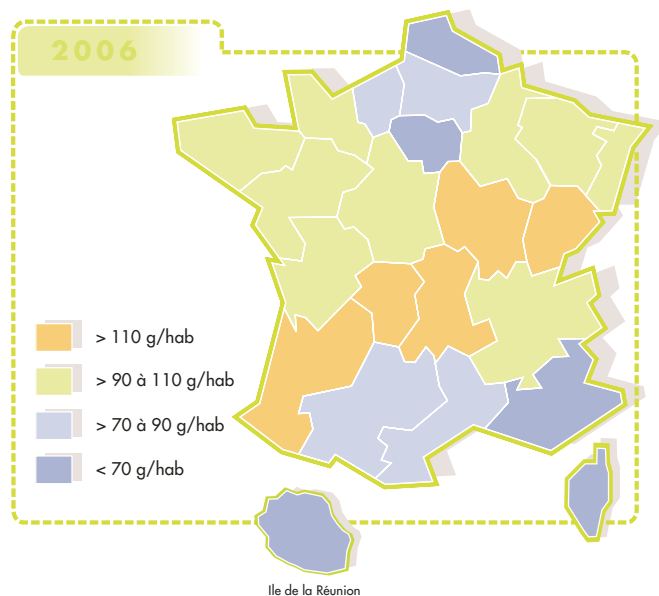 2006
> 110 g/hab
> 90 à 110 g/hab
> 70 à 90 g/hab
< 70 g/hab
Ile de la Réunion